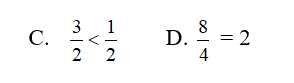 C. 3/2 < 1/2 D. 8/4 = 2